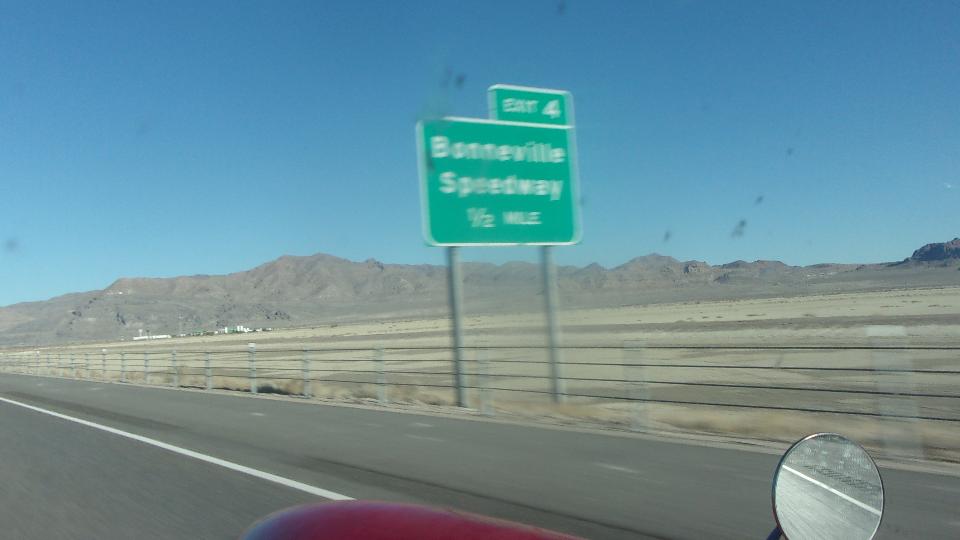 EXIT 4
Bonneville
Speedway
1/2 MILE